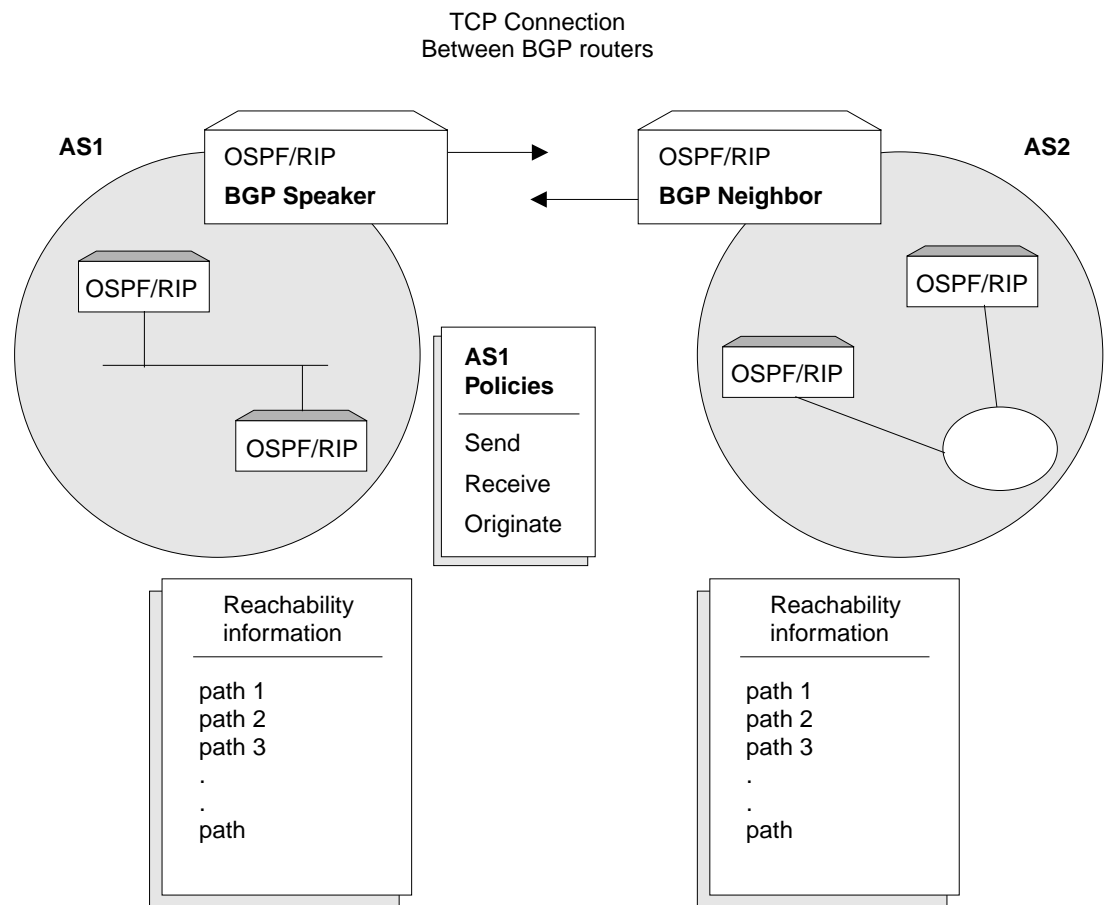 TCP Connection
Between BGP routers
AS1
OSPF/RIP
BGP Speaker
OSPF/RIP
BGP Neighbor
AS2
OSPF/RIP
OSPF/RIP
OSPF/RIP
OSPF/RIP
AS1
Policies
Send
Receive
Originate
Reachability
information
path 1
path 2
path 3
.
.
path
Reachability
information
path 1
path 2
path 3
.
.
path